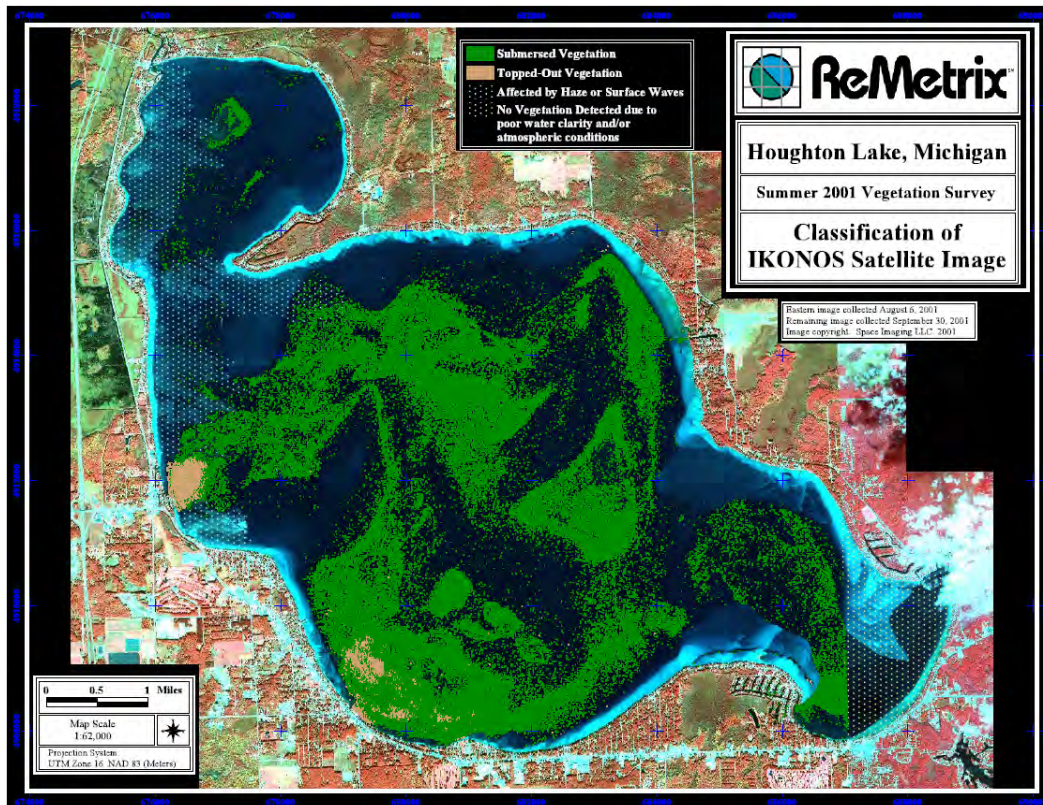 Submersed Vegetation
Topped-Out Vegetation
Affected by Haze or Surface Waves
No Vegetation Detected due to
poor water clarity and/or
atmospheric conditions
ReMetrix
Houghton Lake, Michigan
Summer 2001 Vegetation Survey
Classification of
IKONOS Satellite Image
Eastern image collected August 6, 2001
Remaining image collected September 30, 2001
Image copyright. Space Imaging LLC. 2001
0 0.5 1 Miles
Map Scale
1:62,000
Projection System
UTM Zone 16 NAD 83 (Meters)